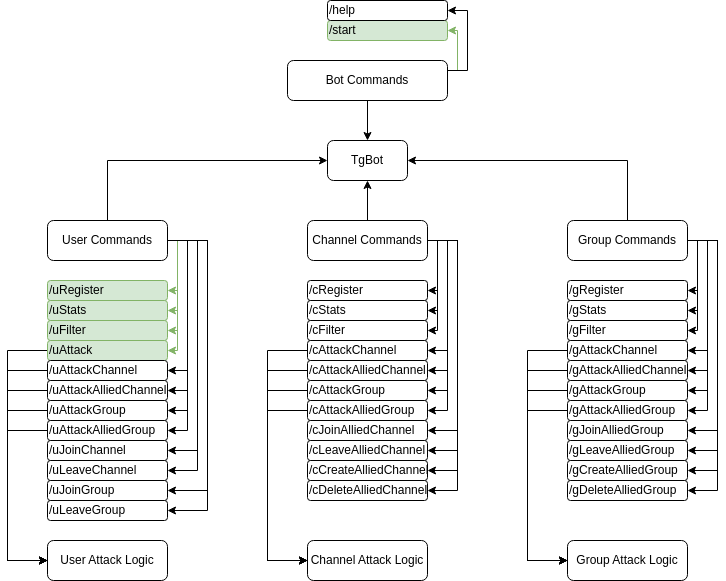 /help
/start
Bot Commands
TgBot
User Commands
/uRegister
/uStats
/uFilter
/uAttack
/uAttackChannel
/uAttackAlliedChannel
/uAttackGroup
/uAttackAlliedGroup
/uJoinChannel
/uLeaveChannel
/uJoinGroup
/uLeaveGroup
User Attack Logic
Channel Commands
/cRegister
/cStats
/cFilter
/cAttackChannel
/cAttackAlliedChannel
/cAttackGroup
/cAttackAlliedGroup
/cJoinAlliedChannel
/cLeaveAlliedChannel
/cCreateAlliedChannel
/cDeleteAlliedChannel
Channel Attack Logic
Group Commands
/gRegister
/gStats
/gFilter
/gAttackChannel
/gAttackAlliedChannel
/gAttackGroup
/gAttackAlliedGroup
/gJoinAlliedGroup
/gLeaveAlliedGroup
/gCreateAlliedGroup
/gDeleteAlliedGroup
Group Attack Logic